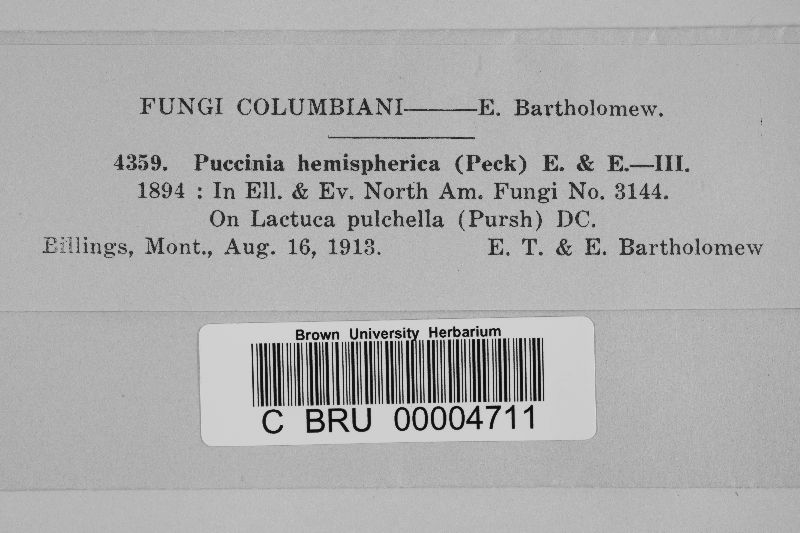 FUNGI COLUMBIANI———E. Bartholomew.
4359. Puccinia hemispherica (Peck) E. & E.—III.
1894 : In Ell. & Ev. North Am. Fungi No. 3144.
On Lactuca pulchella (Pursh) DC.
Billings, Mont., Aug. 16, 1913. E. T. & E. Bartholomew
Brown University Herbarium
C BRU 00004711